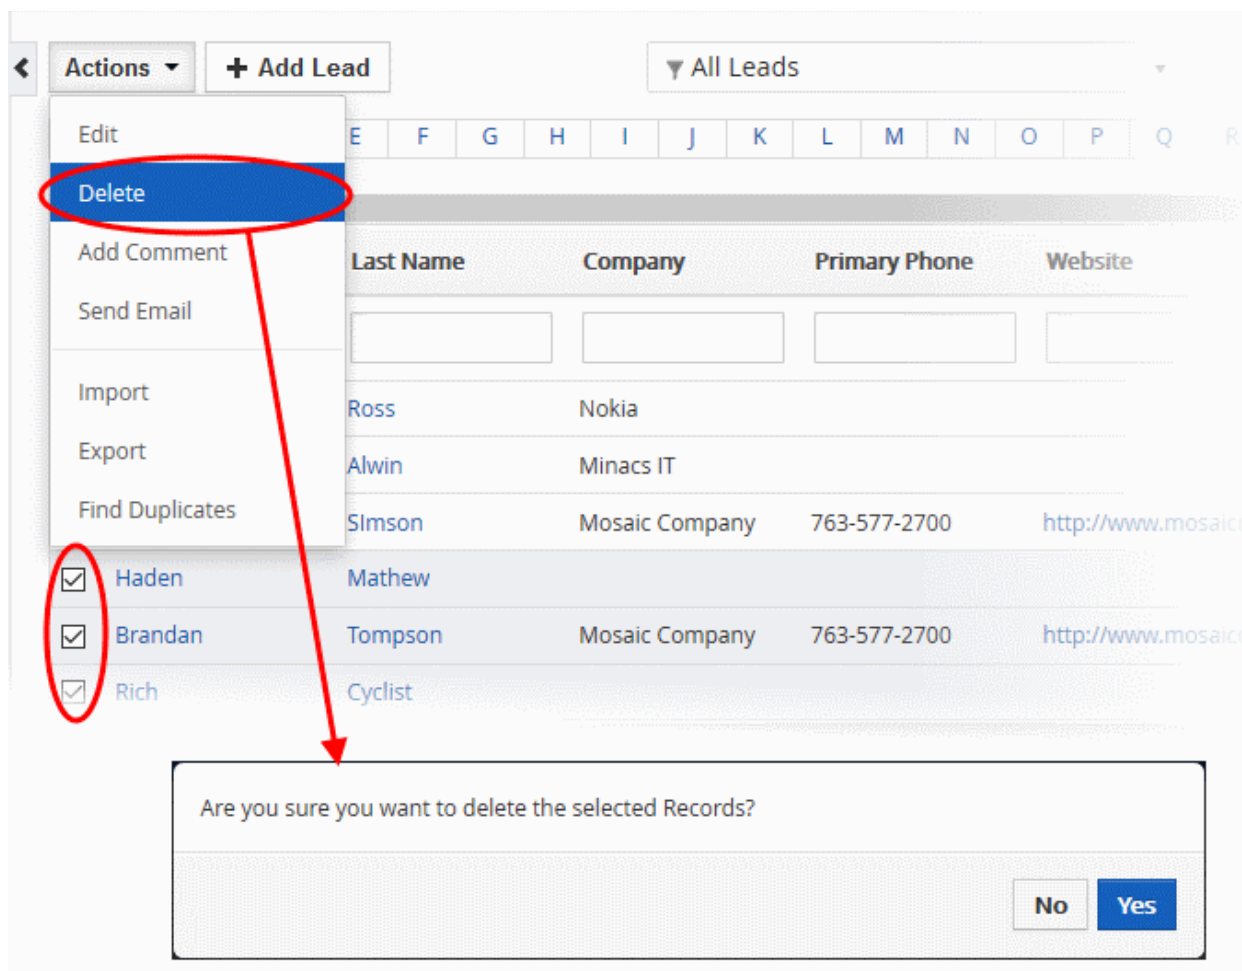 Actions
+ Add Lead
All Leads
Edit
E F G H I J K L M N O P Q R
Delete
Add Comment
Last Name Company Primary Phone Website
Send Email
Import
Ross Nokia
Export
Alwin Minacs IT
Find Duplicates
SImson Mosaic Company 763-577-2700 http://www.mosaic
Haden Mathew
Brandan Tompson Mosaic Company 763-577-2700 http://www.mosaic
Rich Cyclist
Are you sure you want to delete the selected Records?
No Yes